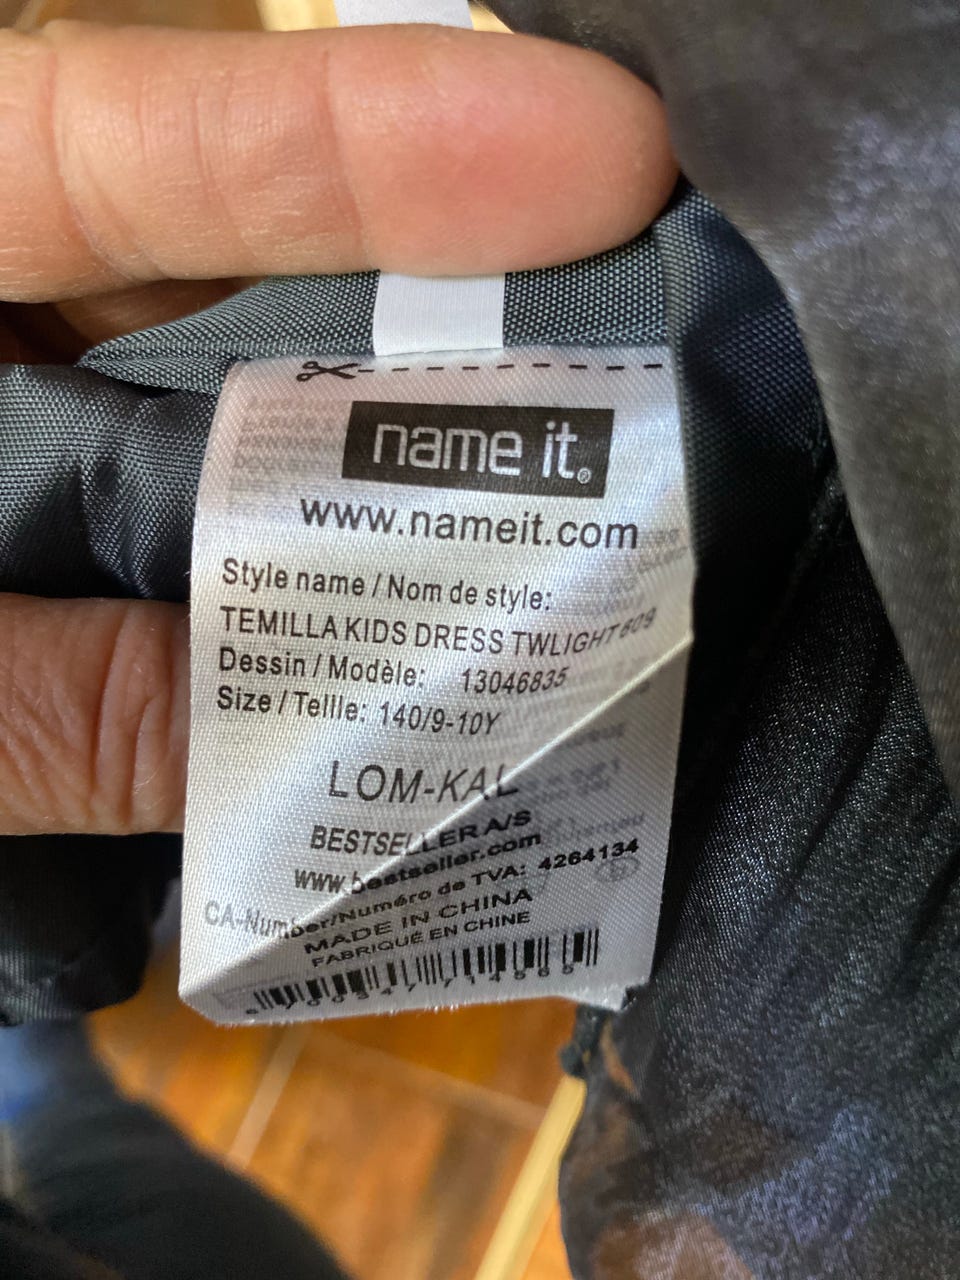 name it®
www.nameit.com
Style name / Nom de style:
TEMILLA KIDS DRESS TWLIGHT 609
Dessin / Modèle: 13046835
Size / Tellle: 140/9-10Y
LOM-KAL
BESTSELLER A/S
www.bestseller.com
CA-Number/Numéro de TVA: 4264134
MADE IN CHINA
FABRIQUÉ EN CHINE